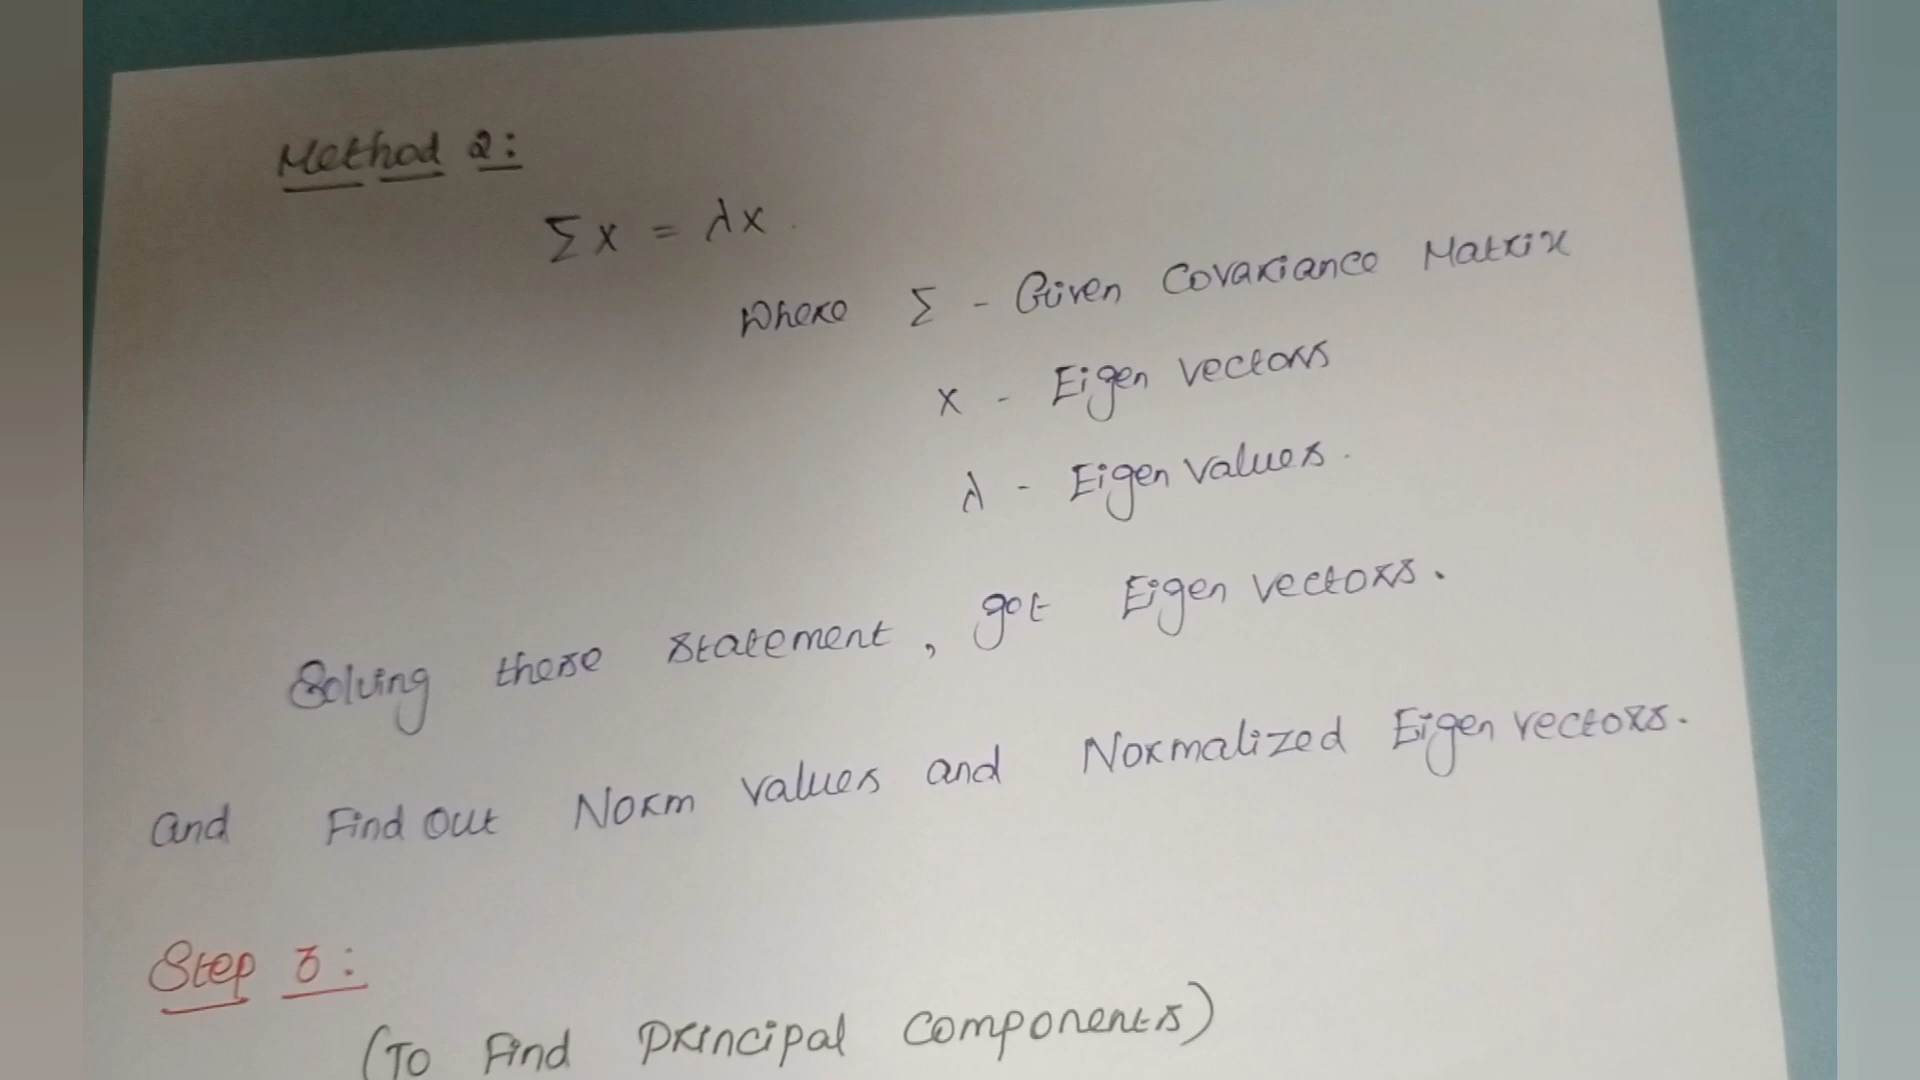 Method 2:
Σx = λx.
Where Σ - Given Covariance Matrix
x - Eigen vectors
λ - Eigen values.
Solving these statement, got Eigen vectors.
and Find Out Norm values and Normalized Eigen vectors.
Step 3:
(To Find Principal Components)